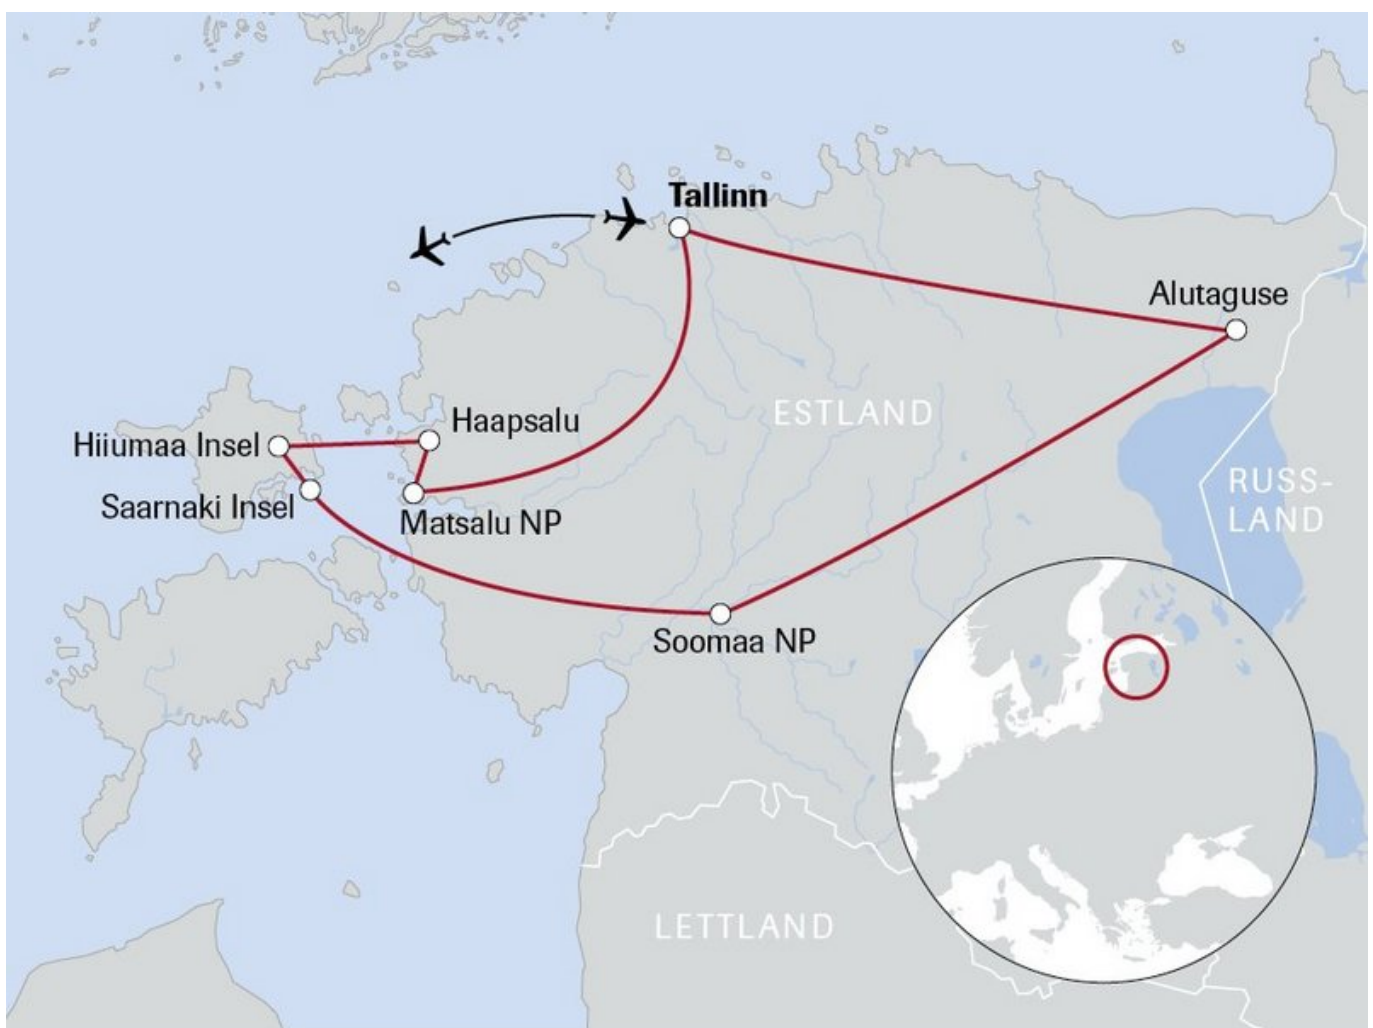 Tallinn
Alutaguse
ESTLAND
Haapsalu
Hiiumaa Insel
Saarnaki Insel
Matsalu NP
RUSS-
LAND
Soomaa NP
LETTLAND